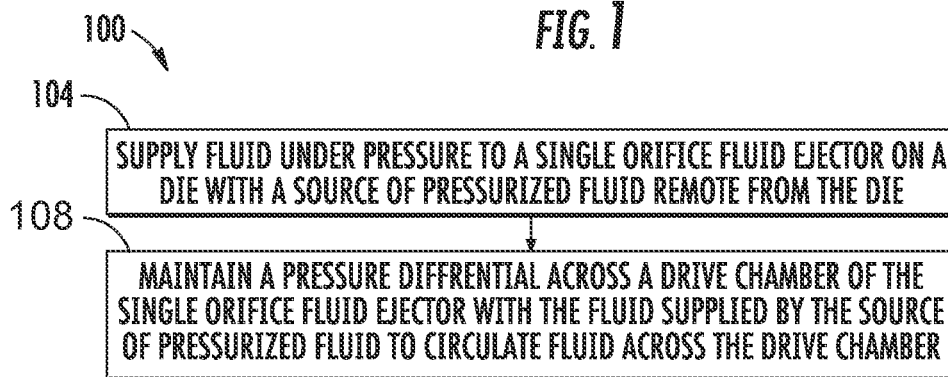 FIG. 1
100
104
SUPPLY FLUID UNDER PRESSURE TO A SINGLE ORIFICE FLUID EJECTOR ON A
DIE WITH A SOURCE OF PRESSURIZED FLUID REMOTE FROM THE DIE
108
MAINTAIN A PRESSURE DIFFRENTIAL ACROSS A DRIVE CHAMBER OF THE
SINGLE ORIFICE FLUID EJECTOR WITH THE FLUID SUPPLIED BY THE SOURCE
OF PRESSURIZED FLUID TO CIRCULATE FLUID ACROSS THE DRIVE CHAMBER